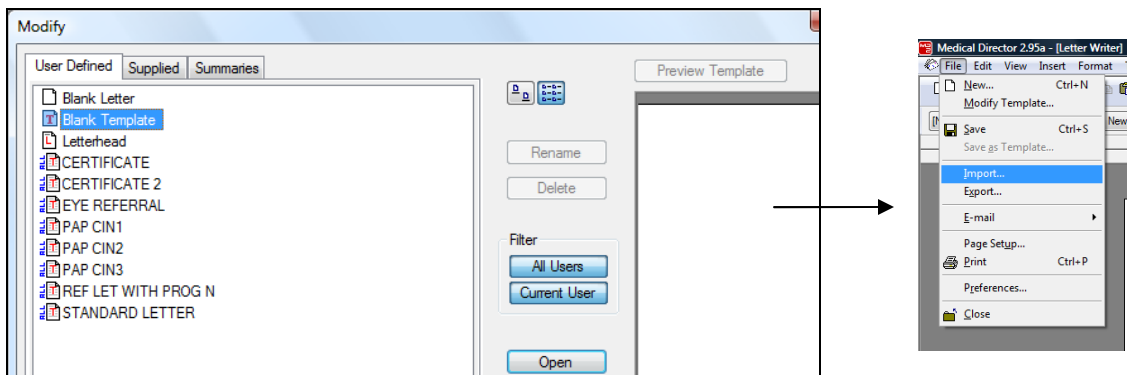 Modify
User Defined Supplied Summaries
Blank Letter
Blank Template
Letterhead
CERTIFICATE
CERTIFICATE 2
EYE REFERRAL
PAP CIN1
PAP CIN2
PAP CIN3
REF LET WITH PROG N
STANDARD LETTER
Rename
Delete
Filter
All Users
Current User
Open
Preview Template
Medical Director 2.95a - [Letter Writer]
File Edit View Insert Format
New... Ctrl+N
Modify Template...
Save Ctrl+S
Save as Template...
Import...
Export...
E-mail
Page Setup...
Print Ctrl+P
Preferences...
Close
New